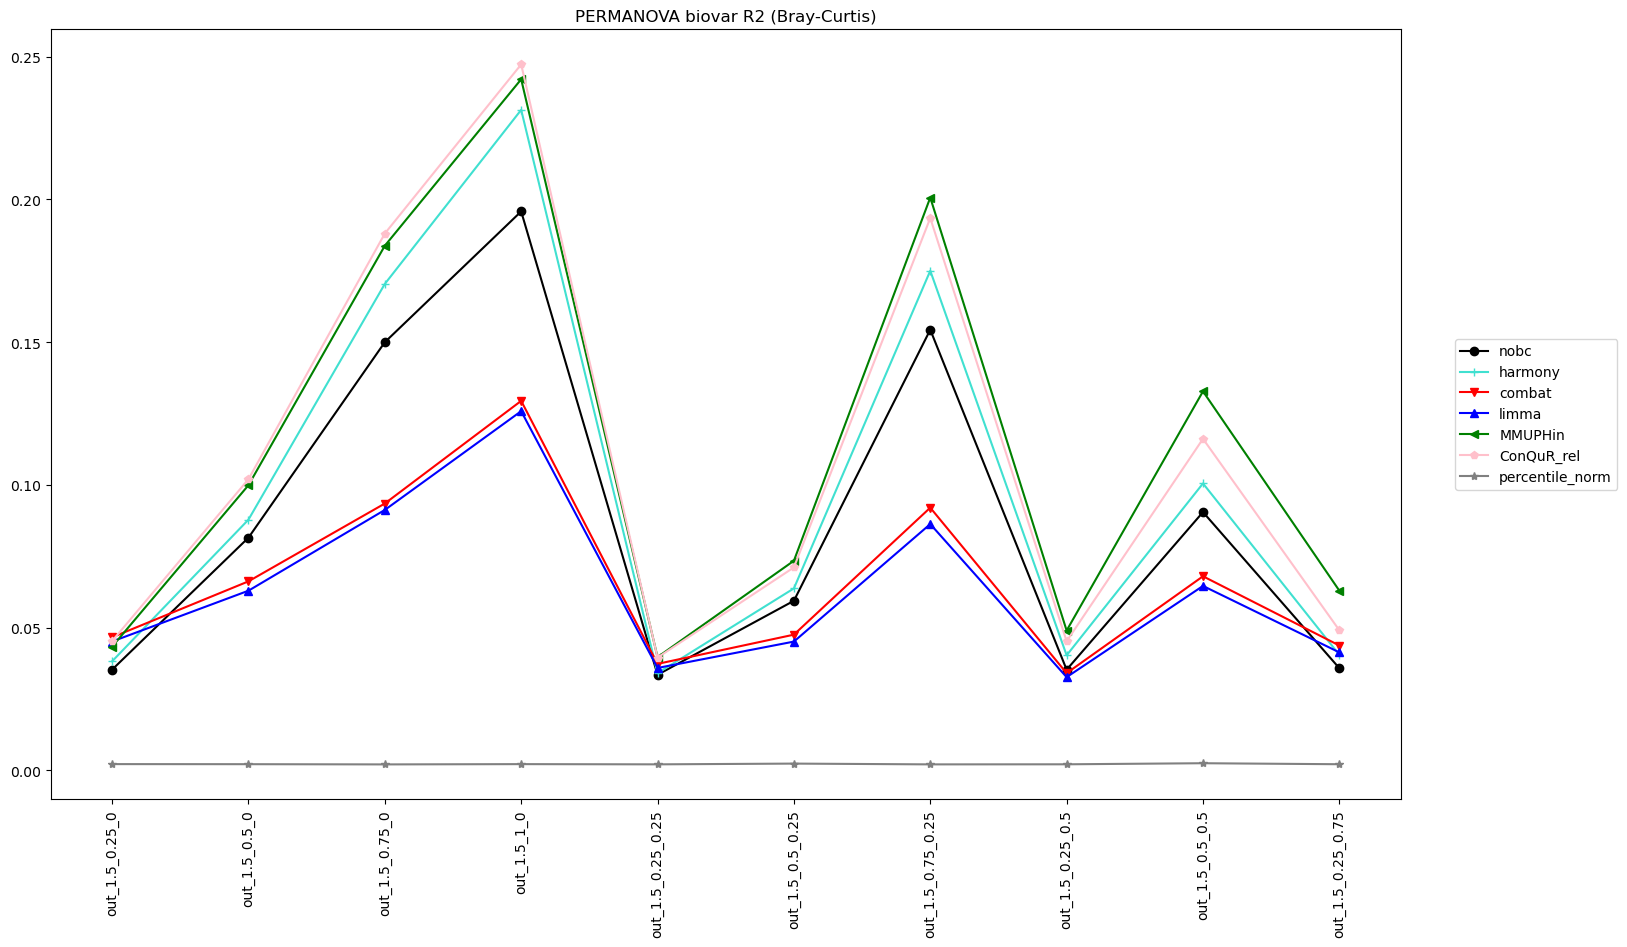 PERMANOVA biovar R2 (Bray-Curtis)
0.25
0.20
0.15
0.10
0.05
0.00
out_1.5_0.25_0
out_1.5_0.5_0
out_1.5_0.75_0
out_1.5_1_0
out_1.5_0.25_0.25
out_1.5_0.5_0.25
out_1.5_0.75_0.25
out_1.5_0.25_0.5
out_1.5_0.5_0.5
out_1.5_0.25_0.75
nobc
harmony
combat
limma
MMUPHin
ConQuR_rel
percentile_norm